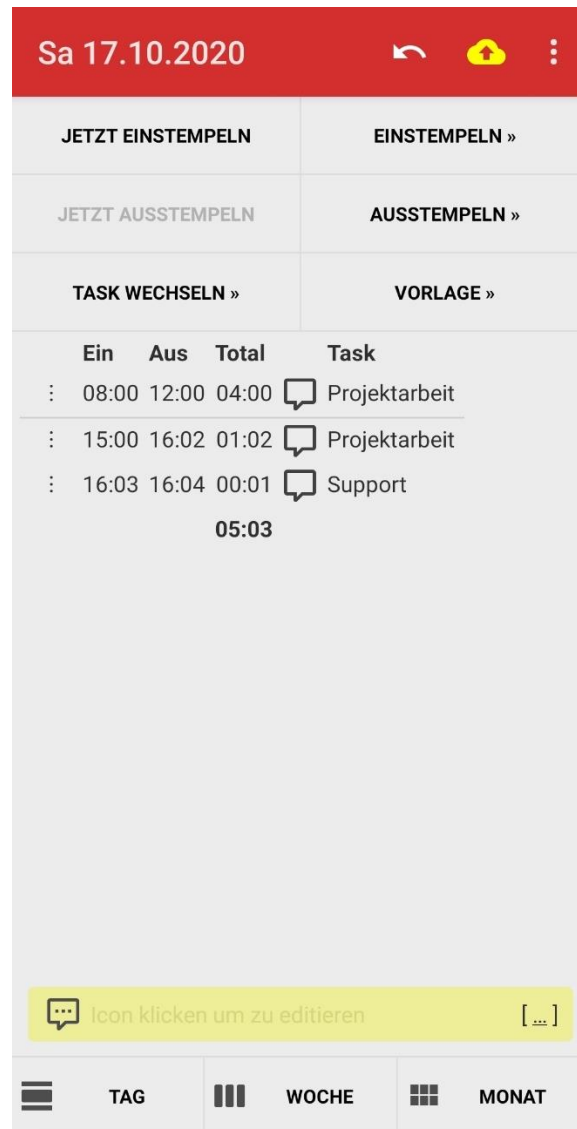 Sa 17.10.2020
JETZT EINSTEMPELN EINSTEMPELN »
JETZT AUSSTEMPELN AUSSTEMPELN »
TASK WECHSELN » VORLAGE »
Ein Aus Total Task
08:00 12:00 04:00 Projektarbeit
15:00 16:02 01:02 Projektarbeit
16:03 16:04 00:01 Support
05:03
Icon klicken um zu editieren [...]
TAG WOCHE MONAT